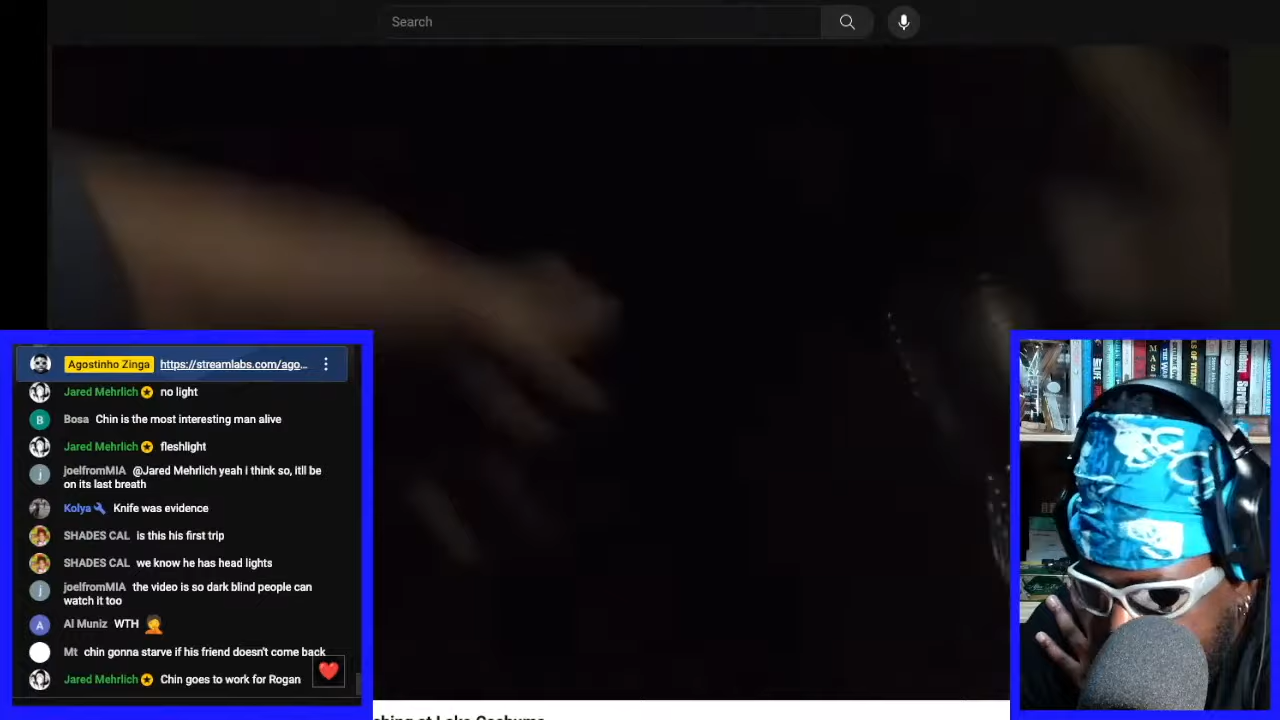 Search
Agostinho Zinga https://streamlabs.com/ago...
Jared Mehrlich no light
B Bosa Chin is the most interesting man alive
Jared Mehrlich fleshlight
j joelfromMIA @Jared Mehrlich yeah i think so, itll be
on its last breath
Kolya Knife was evidence
SHADES CAL is this his first trip
SHADES CAL we know he has head lights
j joelfromMIA the video is so dark blind people can
watch it too
A Al Muniz WTH
Mt chin gonna starve if his friend doesn't come back
Jared Mehrlich Chin goes to work for Rogan